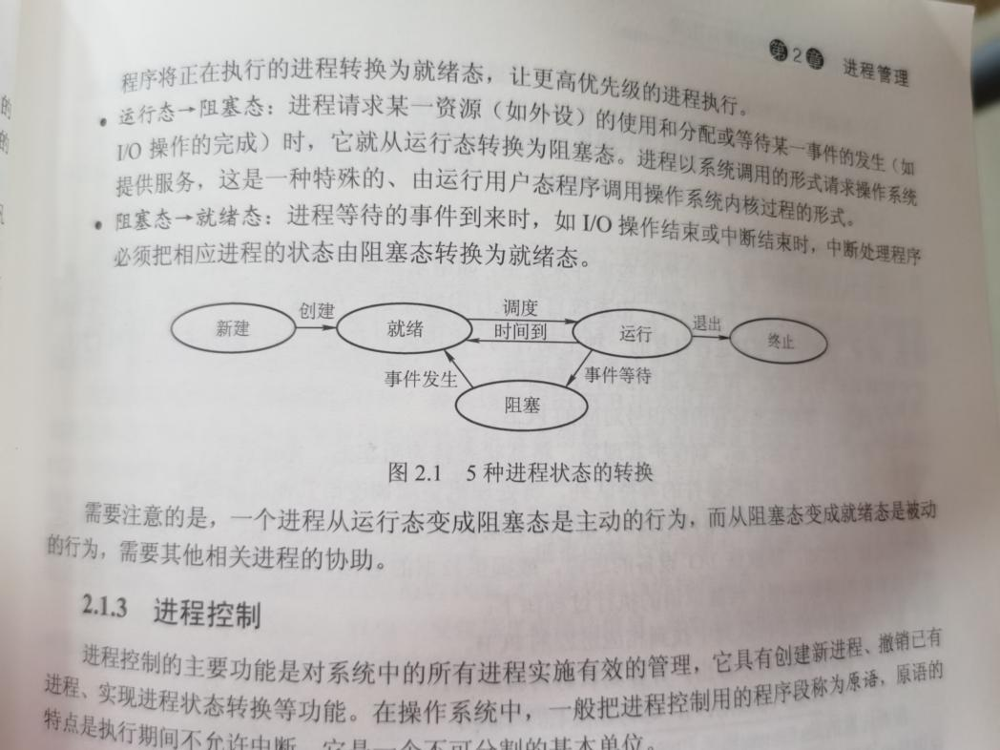 第2章 进程管理
程序将正在执行的进程转换为就绪态，让更高优先级的进程执行。
• 运行态→阻塞态：进程请求某一资源（如外设）的使用和分配或等待某一事件的发生（如
I/O 操作的完成）时，它就从运行态转换为阻塞态。进程以系统调用的形式请求操作系统
提供服务，这是一种特殊的、由运行用户态程序调用操作系统内核过程的形式。
• 阻塞态→就绪态：进程等待的事件到来时，如 I/O 操作结束或中断结束时，中断处理程序
必须把相应进程的状态由阻塞态转换为就绪态。
新建
创建
就绪
调度
时间到
运行
退出
终止
事件发生
事件等待
阻塞
图 2.1 5 种进程状态的转换
需要注意的是，一个进程从运行态变成阻塞态是主动的行为，而从阻塞态变成就绪态是被动
的行为，需要其他相关进程的协助。
2.1.3 进程控制
进程控制的主要功能是对系统中的所有进程实施有效的管理，它具有创建新进程、撤销已有
进程、实现进程状态转换等功能。在操作系统中，一般把进程控制用的程序段称为原语，原语的
特点是执行期间不允许中断，它是一个不可分割的基本单位。